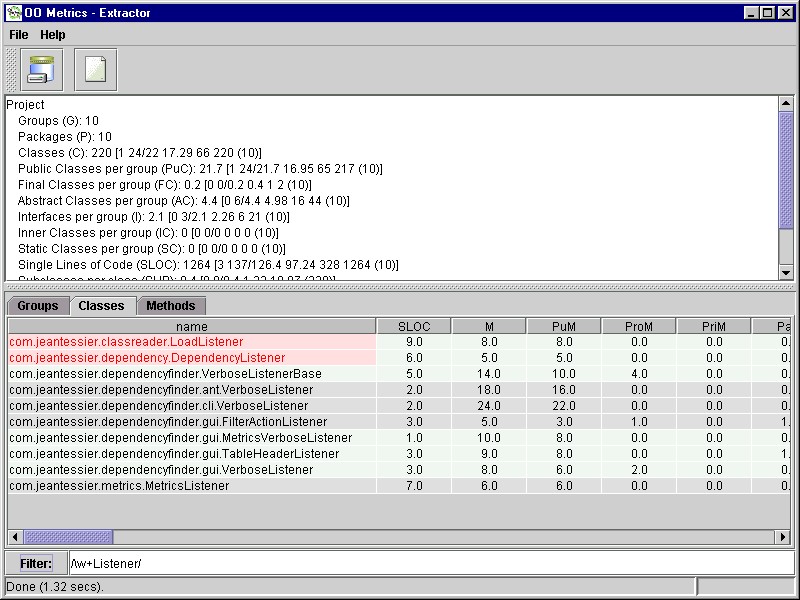 OO Metrics - Extractor
File Help
Project
Groups (G): 10
Packages (P): 10
Classes (C): 220 [1 24/22 17.29 66 220 (10)]
Public Classes per group (PuC): 21.7 [1 24/21.7 16.95 65 217 (10)]
Final Classes per group (FC): 0.2 [0 0/0.2 0.4 1 2 (10)]
Abstract Classes per group (AC): 4.4 [0 6/4.4 4.98 16 44 (10)]
Interfaces per group (I): 2.1 [0 3/2.1 2.26 6 21 (10)]
Inner Classes per group (IC): 0 [0 0/0 0 0 0 (10)]
Static Classes per group (SC): 0 [0 0/0 0 0 0 (10)]
Single Lines of Code (SLOC): 1264 [3 137/126.4 97.24 328 1264 (10)]
Groups Classes Methods
name SLOC M PuM ProM PriM Pa
com.jeantessier.classreader.LoadListener 9.0 8.0 8.0 0.0 0.0 0.
com.jeantessier.dependency.DependencyListener 6.0 5.0 5.0 0.0 0.0 0.
com.jeantessier.dependencyfinder.VerboseListenerBase 5.0 14.0 10.0 4.0 0.0 0.
com.jeantessier.dependencyfinder.ant.VerboseListener 2.0 18.0 16.0 0.0 0.0 0.
com.jeantessier.dependencyfinder.cli.VerboseListener 2.0 24.0 22.0 0.0 0.0 0.
com.jeantessier.dependencyfinder.gui.FilterActionListener 3.0 5.0 3.0 1.0 0.0 1.
com.jeantessier.dependencyfinder.gui.MetricsVerboseListener 1.0 10.0 8.0 0.0 0.0 0.
com.jeantessier.dependencyfinder.gui.TableHeaderListener 3.0 9.0 8.0 0.0 0.0 1.
com.jeantessier.dependencyfinder.gui.VerboseListener 3.0 8.0 6.0 2.0 0.0 0.
com.jeantessier.metrics.MetricsListener 7.0 6.0 6.0 0.0 0.0 0.
Filter: /\w+Listener/
Done (1.32 secs).